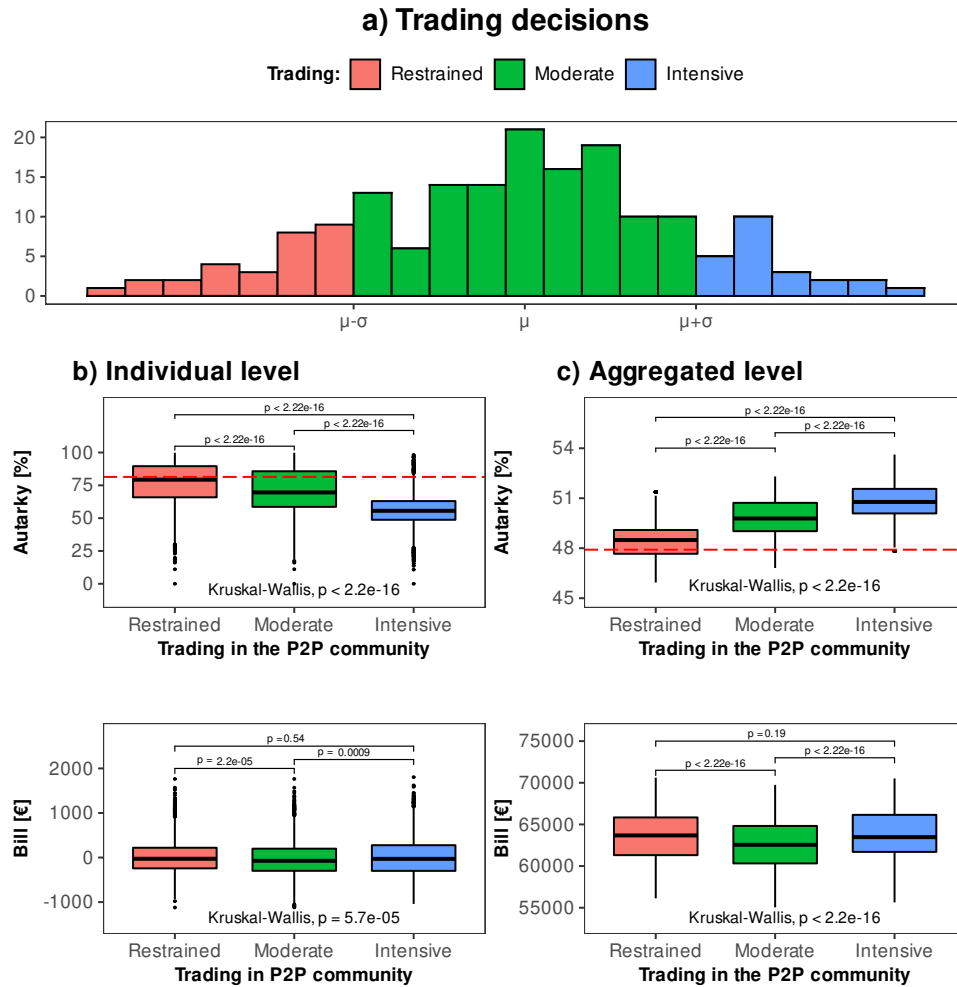 a) Trading decisions
Trading: Restrained Moderate Intensive
20
15
10
5
0
μ-σ μ μ+σ
b) Individual level
c) Aggregated level
p < 2.22e-16
p < 2.22e-16
p < 2.22e-16
Autarky [%]
100
75
50
25
0
Kruskal-Wallis, p < 2.2e-16
Restrained Moderate Intensive
Trading in the P2P community
p < 2.22e-16
p < 2.22e-16
p < 2.22e-16
Autarky [%]
54
51
48
45
Kruskal-Wallis, p < 2.2e-16
Restrained Moderate Intensive
Trading in the P2P community
p = 0.54
p = 2.2e-05
p = 0.0009
Bill [€]
2000
1000
0
-1000
Kruskal-Wallis, p = 5.7e-05
Restrained Moderate Intensive
Trading in P2P community
p = 0.19
p < 2.22e-16
p < 2.22e-16
Bill [€]
75000
70000
65000
60000
55000
Kruskal-Wallis, p < 2.2e-16
Restrained Moderate Intensive
Trading in the P2P community